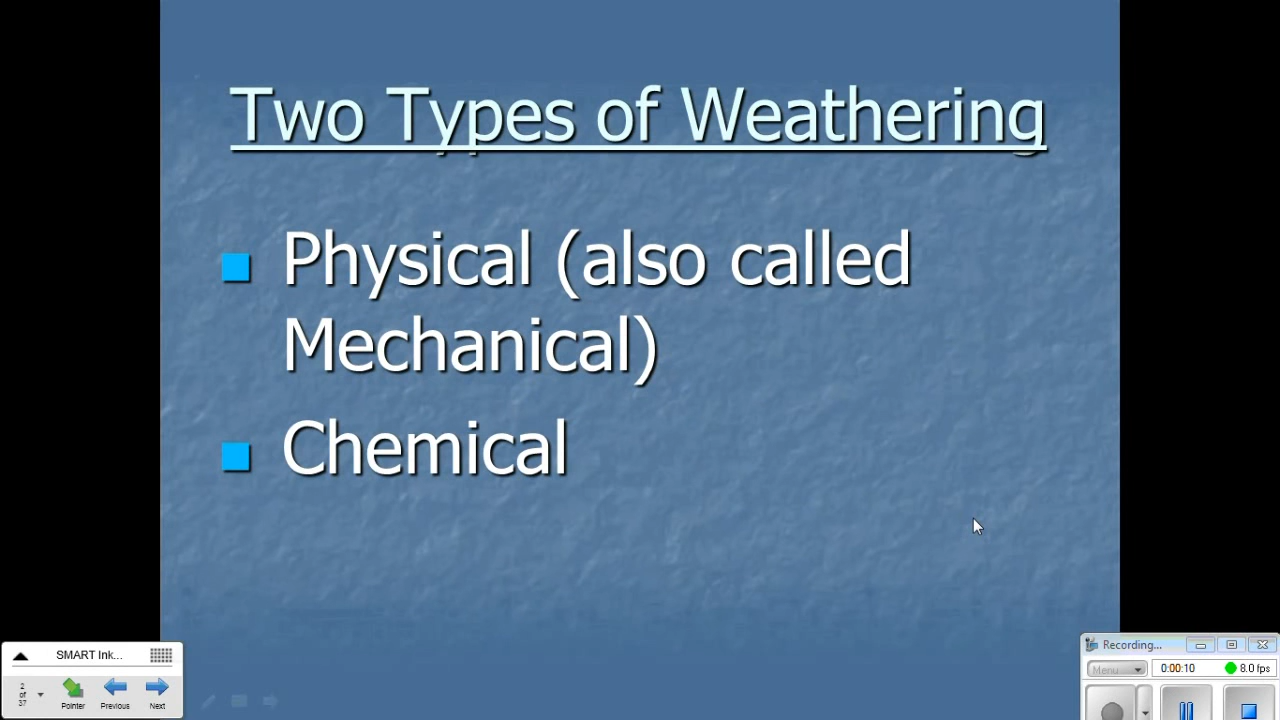 Two Types of Weathering
Physical (also called
Mechanical)
Chemical
SMART Ink...
2
of
37
Pointer
Previous
Next
Recording...
Menu
0:00:10
8.0 fps